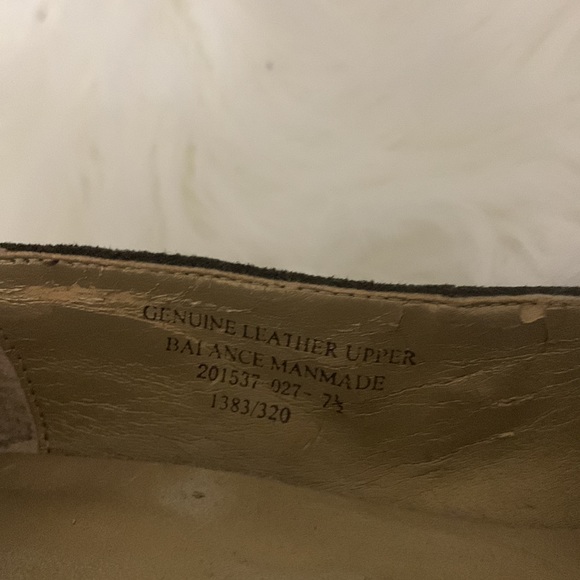 GENUINE LEATHER UPPER
BALANCE MANMADE
201537-027- 7½
1383/320